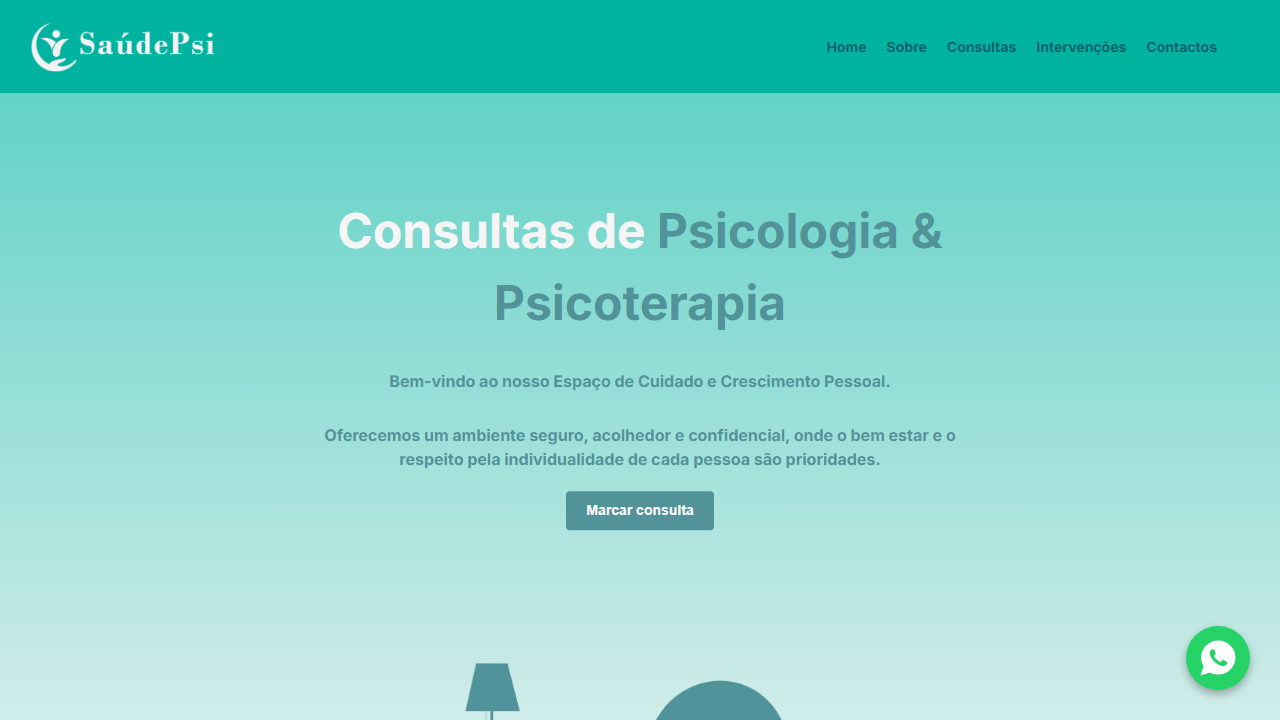 SaúdePsi
Home Sobre Consultas Intervenções Contactos
Consultas de Psicologia &
Psicoterapia
Bem-vindo ao nosso Espaço de Cuidado e Crescimento Pessoal.
Oferecemos um ambiente seguro, acolhedor e confidencial, onde o bem estar e o
respeito pela individualidade de cada pessoa são prioridades.
Marcar consulta